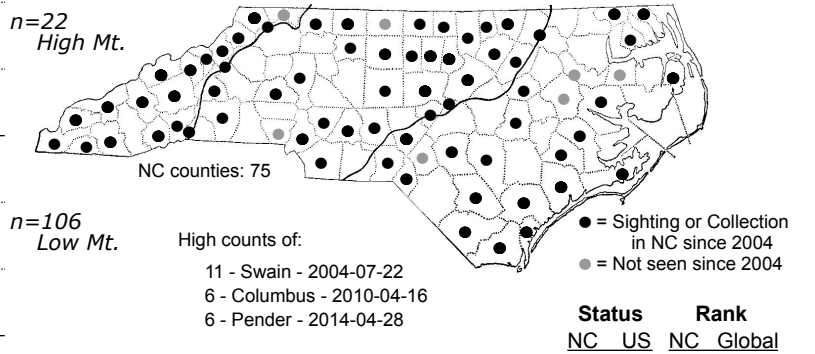 n=22
High Mt.
NC counties: 75
n=106
Low Mt.
High counts of:
11 - Swain - 2004-07-22
6 - Columbus - 2010-04-16
6 - Pender - 2014-04-28
= Sighting or Collection
in NC since 2004
= Not seen since 2004
Status Rank
NC US NC Global